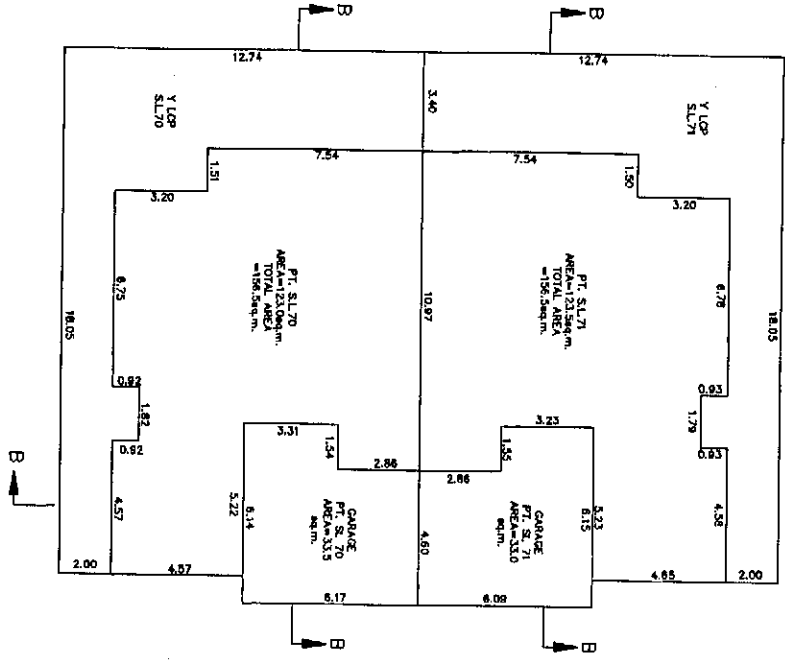 B
B
12.74
12.74
3.40
Y LCP
S.L.70
Y LCP
S.L.71
7.54
7.54
1.51
1.50
3.20
3.20
PT. S.L.70
AREA=123.0sq.m.
TOTAL AREA
=156.5sq.m.
PT. S.L.71
AREA=123.5sq.m.
TOTAL AREA
=156.5sq.m.
10.97
6.75
6.78
18.05
18.05
0.92
1.82
0.92
0.93
1.79
0.93
3.31
3.23
1.54
1.55
2.86
2.86
4.57
5.22
6.14
GARAGE
PT. SL 70
AREA=33.5
sq.m.
4.60
GARAGE
PT. SL 71
AREA=33.0
sq.m.
5.23
6.15
4.58
B
2.00
4.57
6.17
6.09
4.65
2.00
B
B